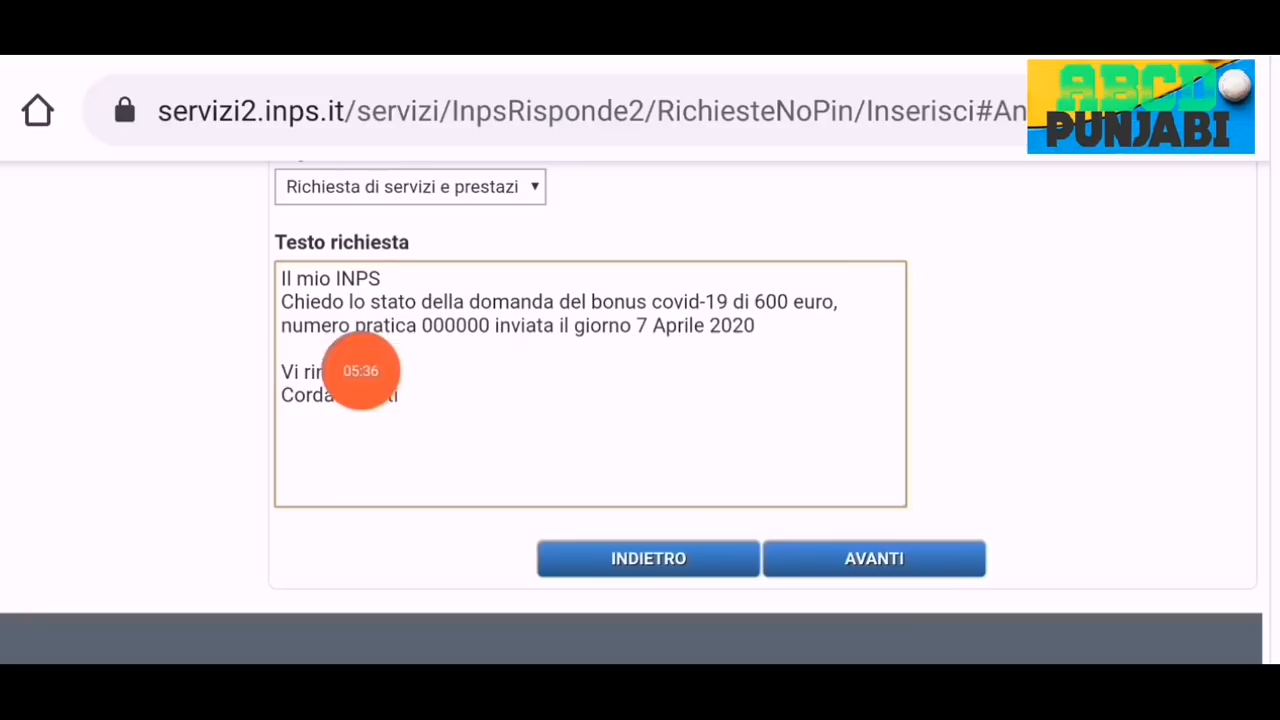 servizi2.inps.it/servizi/InpsRisponde2/RichiesteNoPin/Inserisci#An
ABCD
PUNJABI
Richiesta di servizi e prestazi
Testo richiesta
Il mio INPS
Chiedo lo stato della domanda del bonus covid-19 di 600 euro,
numero pratica 000000 inviata il giorno 7 Aprile 2020
Vi
05:36
INDIETRO
AVANTI